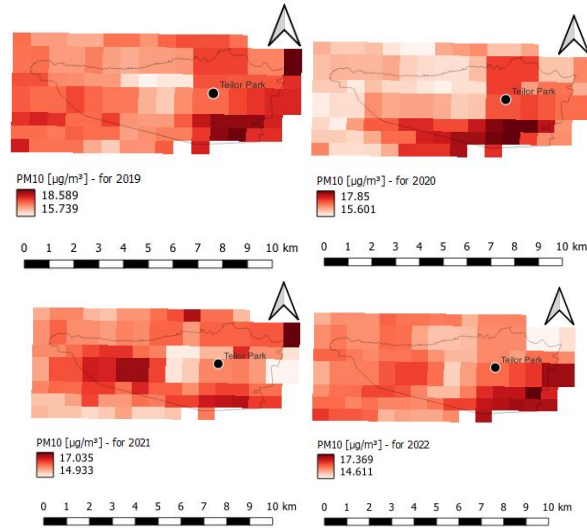 Teilor Park
PM10 [µg/m³] - for 2019
18.589
15.739
0 1 2 3 4 5 6 7 8 9 10 km
Teilor Park
PM10 [µg/m³] - for 2020
17.85
15.601
0 1 2 3 4 5 6 7 8 9 10 km
Teilor Park
PM10 [µg/m³] - for 2021
17.035
14.933
0 1 2 3 4 5 6 7 8 9 10 km
Teilor Park
PM10 [µg/m³] - for 2022
17.369
14.611
0 1 2 3 4 5 6 7 8 9 10 km